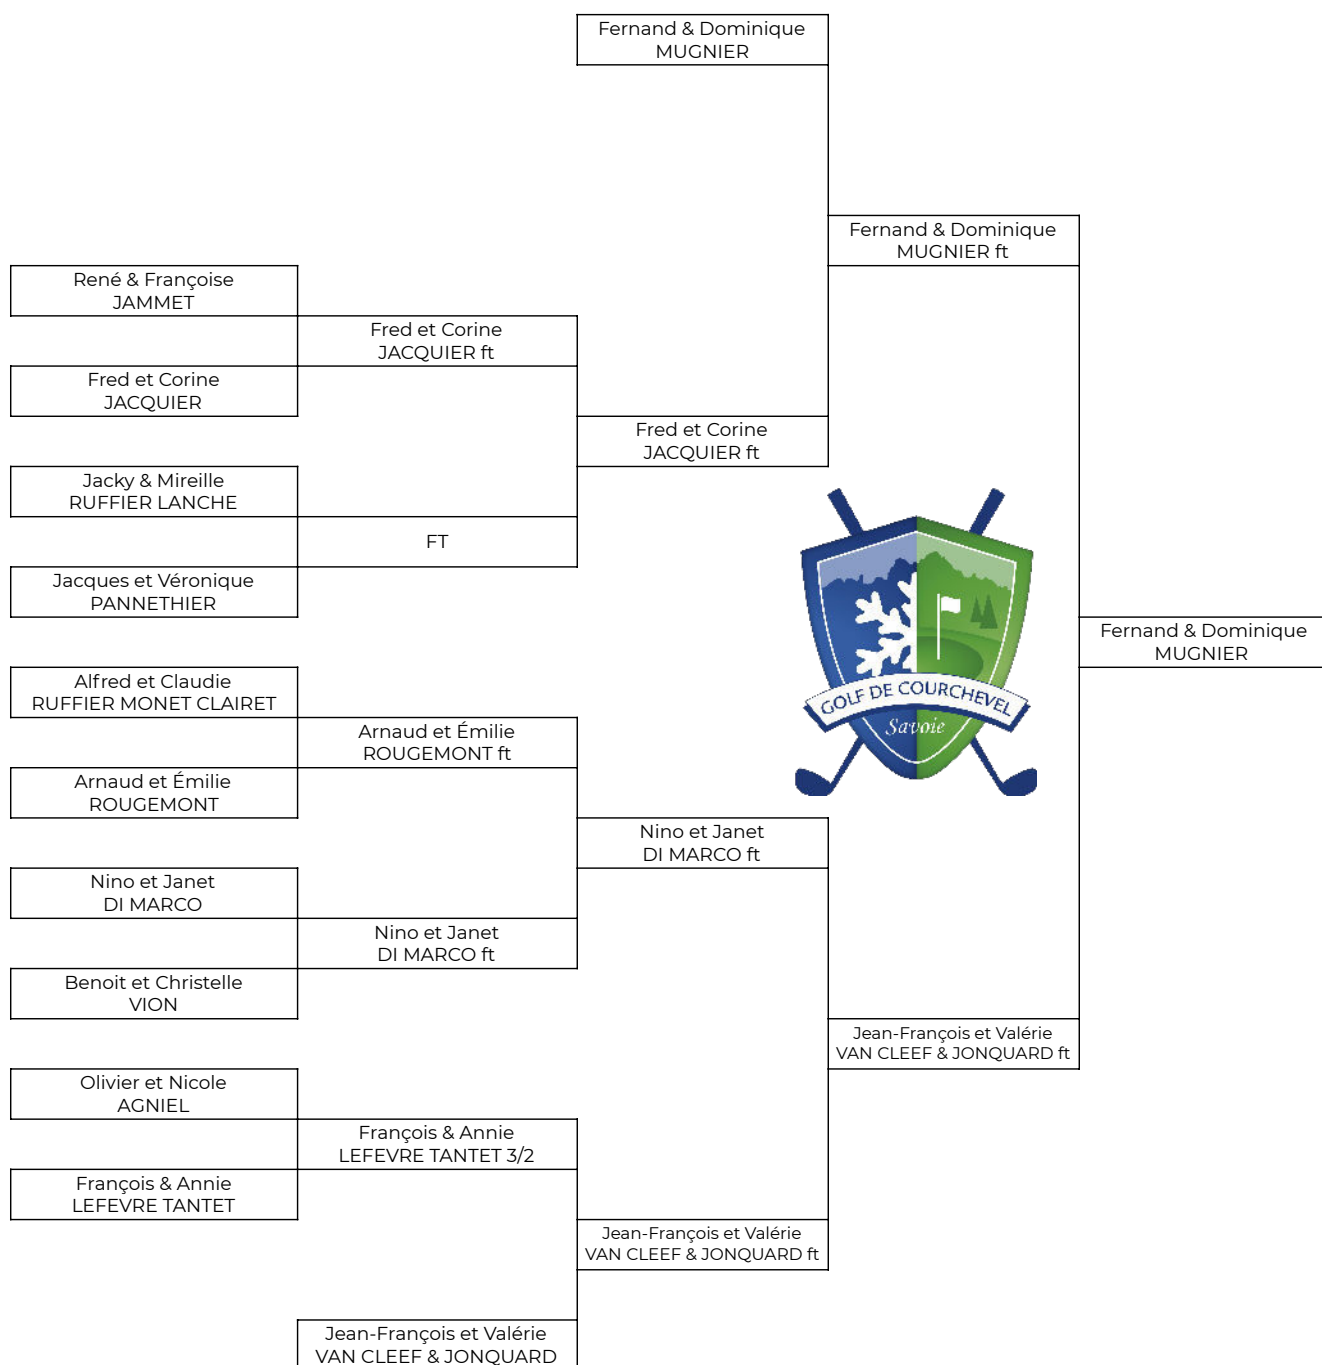 Fernand & Dominique
MUGNIER
Fernand & Dominique
MUGNIER ft
René & Françoise
JAMMET
Fred et Corine
JACQUIER ft
Fred et Corine
JACQUIER
Fred et Corine
JACQUIER ft
Jacky & Mireille
RUFFIER LANCHE
FT
Jacques et Véronique
PANNETHIER
Fernand & Dominique
MUGNIER
GOLF DE COURCHEVEL
Savoie
Alfred et Claudie
RUFFIER MONET CLAIRET
Arnaud et Émilie
ROUGEMONT ft
Arnaud et Émilie
ROUGEMONT
Nino et Janet
DI MARCO ft
Nino et Janet
DI MARCO
Nino et Janet
DI MARCO ft
Benoit et Christelle
VION
Jean-François et Valérie
VAN CLEEF & JONQUARD ft
Olivier et Nicole
AGNIEL
François & Annie
LEFEVRE TANTET 3/2
François & Annie
LEFEVRE TANTET
Jean-François et Valérie
VAN CLEEF & JONQUARD ft
Jean-François et Valérie
VAN CLEEF & JONQUARD